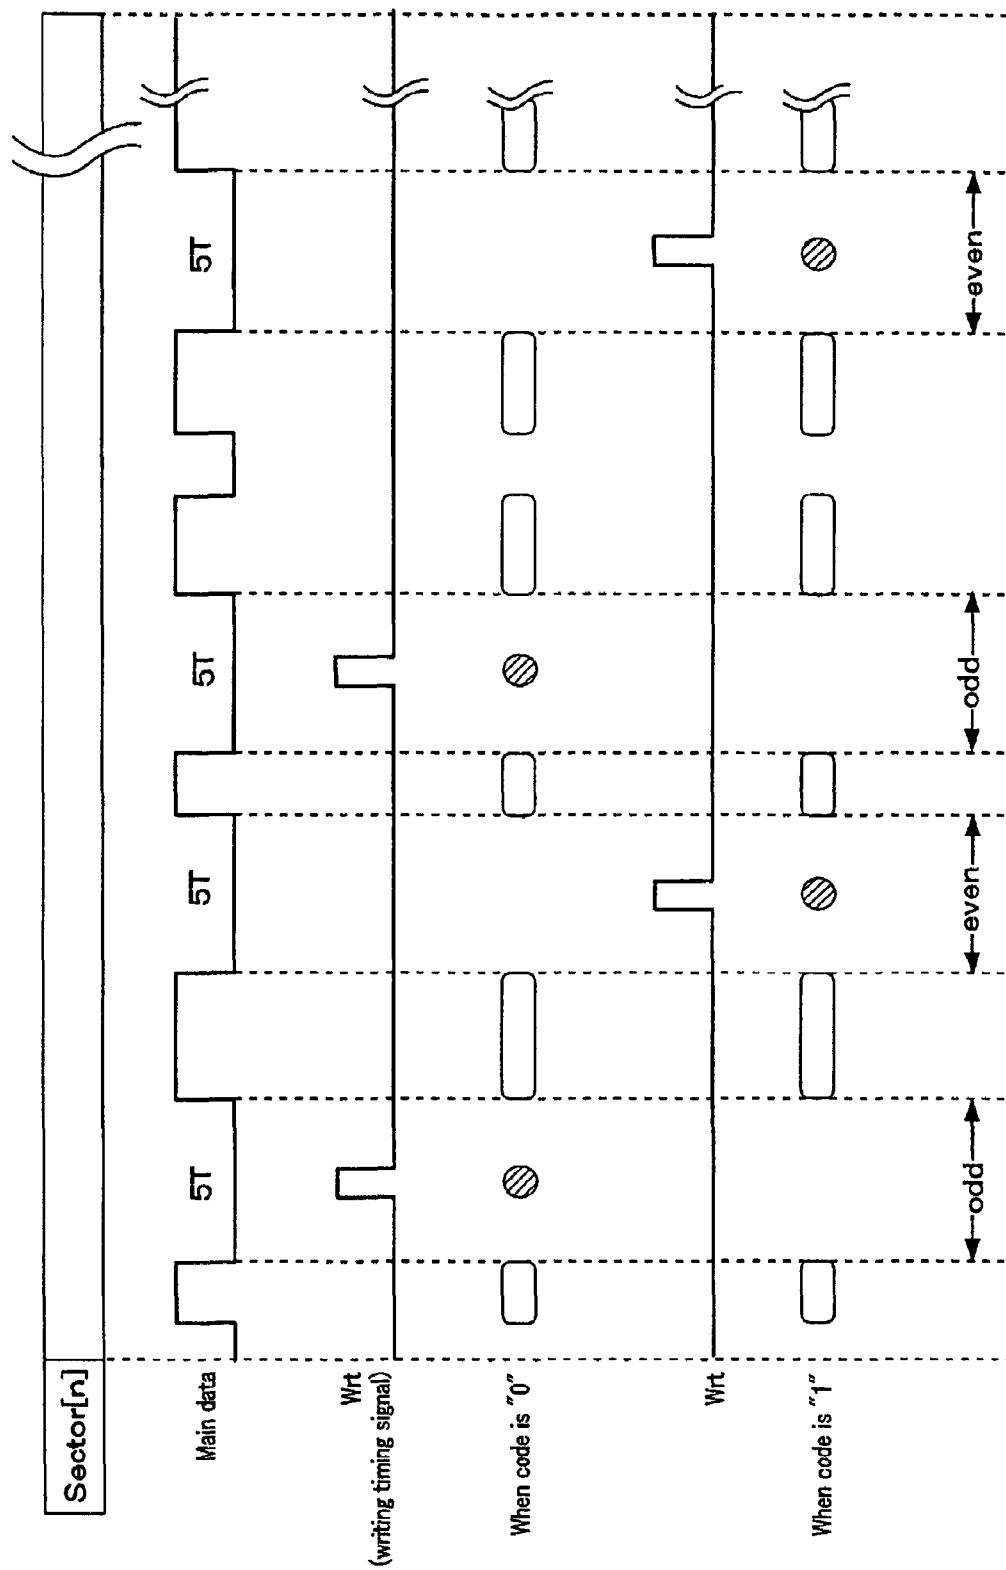 Sector[n]
Main data
5T
5T
5T
5T
Wrt
(writing timing signal)
When code is "0"
Wrt
When code is "1"
odd
even
odd
even